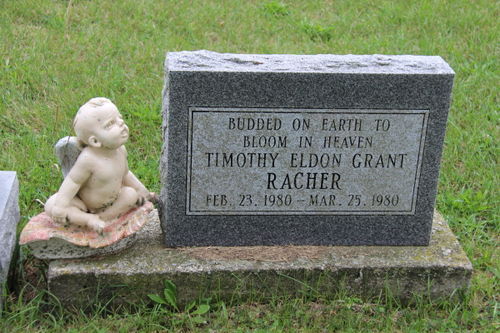 BUDDED ON EARTH TO
BLOOM IN HEAVEN
TIMOTHY ELDON GRANT
RACHER
FEB. 23. 1980 – MAR. 25. 1980